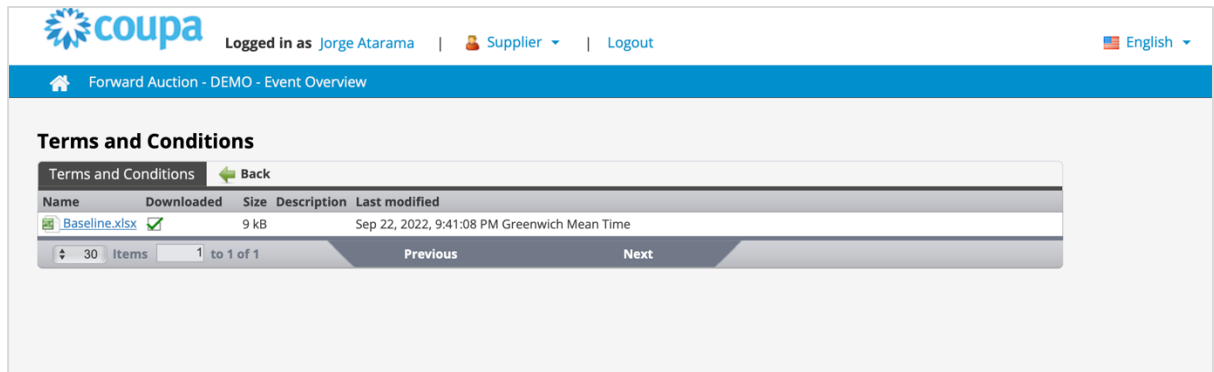 coupa
Logged in as Jorge Atarama | Supplier | Logout English
Forward Auction - DEMO - Event Overview
Terms and Conditions
Terms and Conditions Back
Name Downloaded Size Description Last modified
Baseline.xlsx 9 kB Sep 22, 2022, 9:41:08 PM Greenwich Mean Time
30 Items 1 to 1 of 1 Previous Next